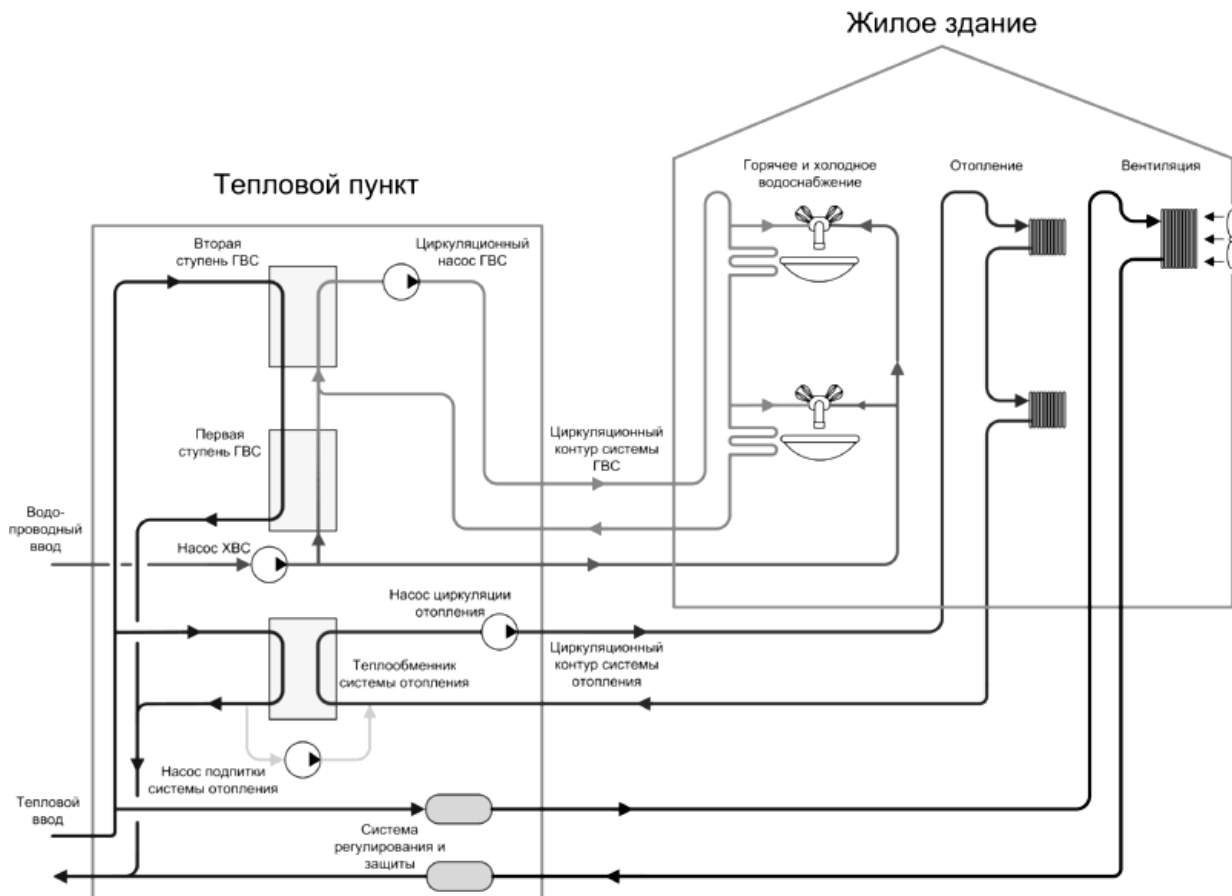 Жилое здание
Тепловой пункт
Горячее и холодное
водоснабжение
Отопление
Вентиляция
Вторая
ступень ГВС
Циркуляционный
насос ГВС
Первая
ступень ГВС
Циркуляционный
контур системы
ГВС
Водо-
проводный
ввод
Насос ХВС
Насос циркуляции
отопления
Циркуляционный
контур системы
отопления
Теплообменник
системы отопления
Насос подпитки
системы отопления
Тепловой
ввод
Система
регулирования и
защиты